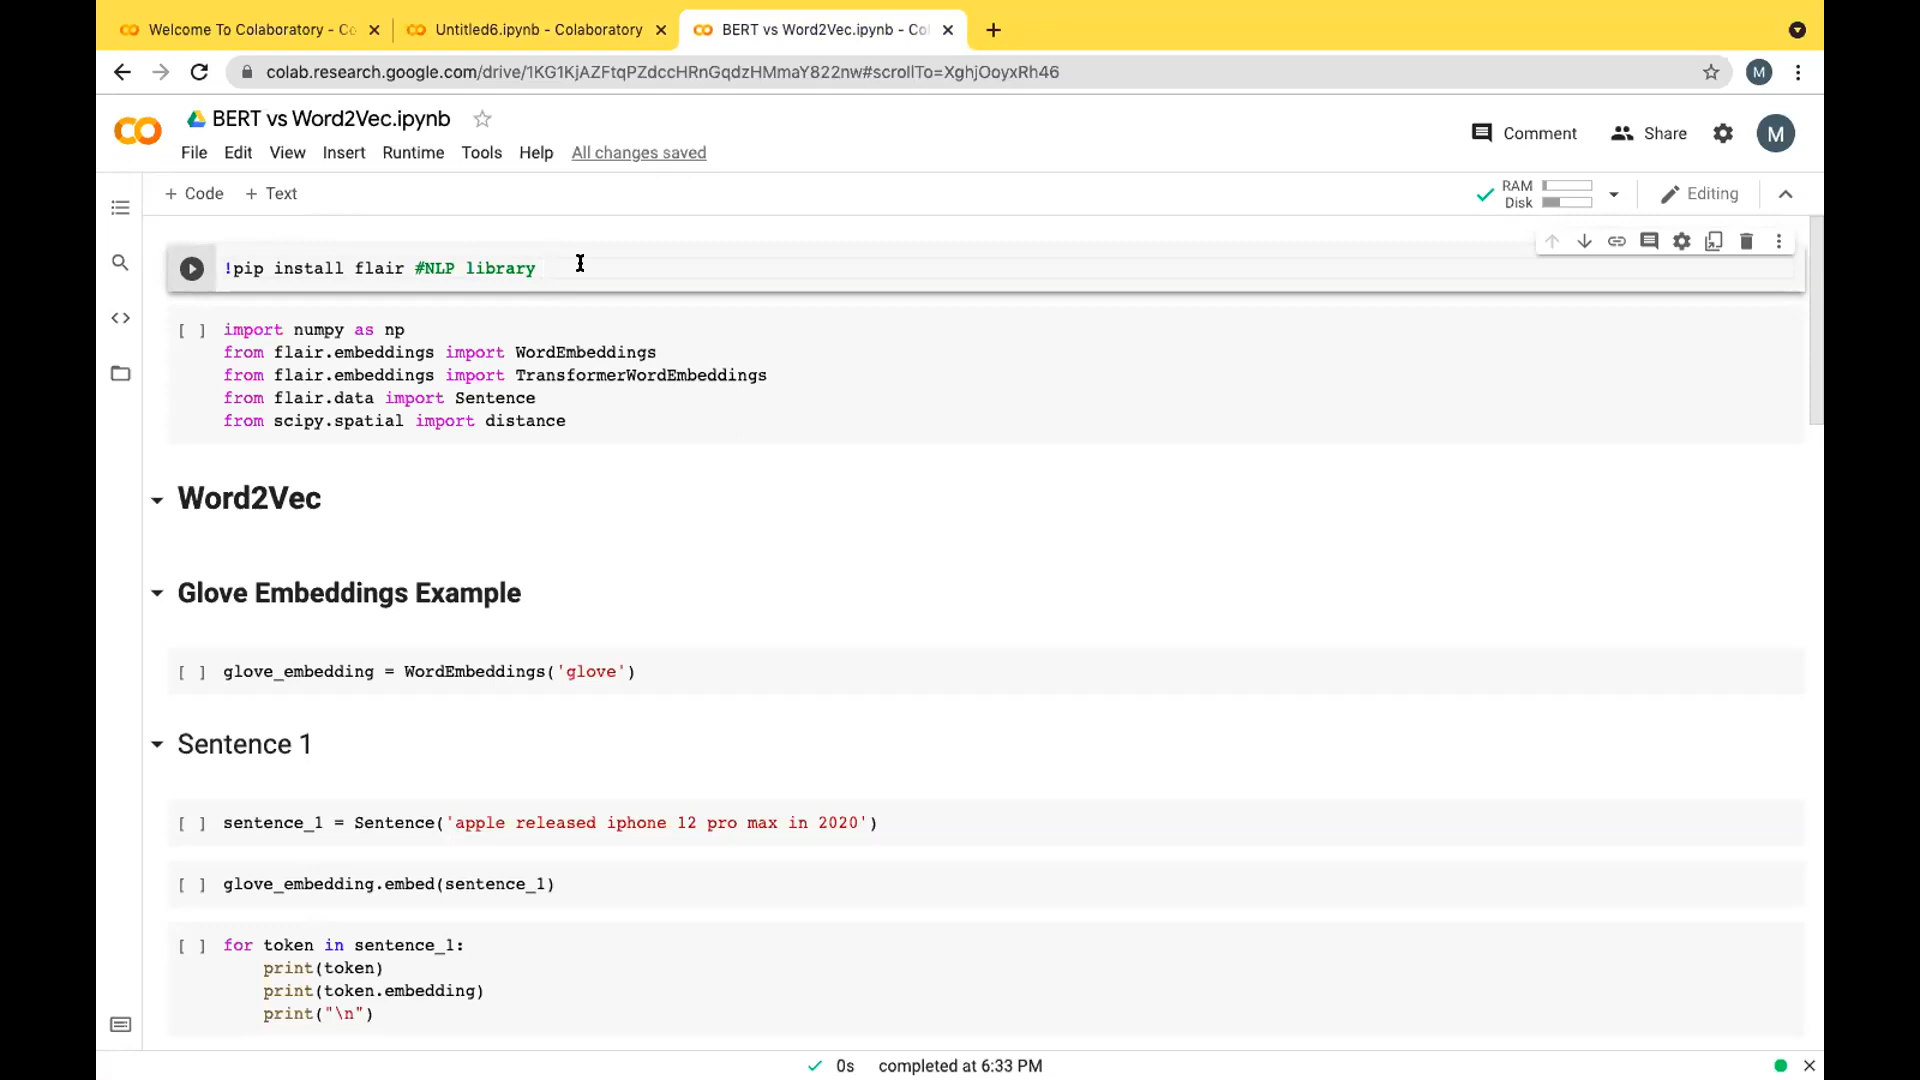 Welcome To Colaboratory - Co
Untitled6.ipynb - Colaboratory
BERT vs Word2Vec.ipynb - Col
colab.research.google.com/drive/1KG1KjAZFtqPZdccHRnGqdzHMmaY822nw#scrollTo=XghjOoyxRh46
M
BERT vs Word2Vec.ipynb
Comment
Share
M
File Edit View Insert Runtime Tools Help All changes saved
+ Code + Text
RAM
Disk
Editing
!pip install flair #NLP library
[ ] import numpy as np
from flair.embeddings import WordEmbeddings
from flair.embeddings import TransformerWordEmbeddings
from flair.data import Sentence
from scipy.spatial import distance
Word2Vec
Glove Embeddings Example
[ ] glove_embedding = WordEmbeddings('glove')
Sentence 1
[ ] sentence_1 = Sentence('apple released iphone 12 pro max in 2020')
[ ] glove_embedding.embed(sentence_1)
[ ] for token in sentence_1:
print(token)
print(token.embedding)
print("\n")
0s completed at 6:33 PM